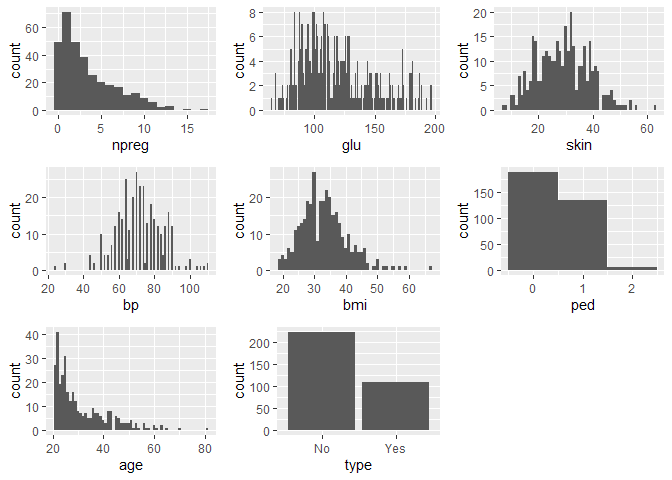 count
60
40
20
0
0 5 10 15
npreg
count
8
6
4
2
0
100 150 200
glu
count
20
15
10
5
0
20 40 60
skin
count
20
10
0
20 40 60 80 100
bp
count
20
10
0
20 30 40 50 60
bmi
count
150
100
50
0
0 1 2
ped
count
40
30
20
10
0
20 40 60 80
age
count
200
150
100
50
0
No Yes
type